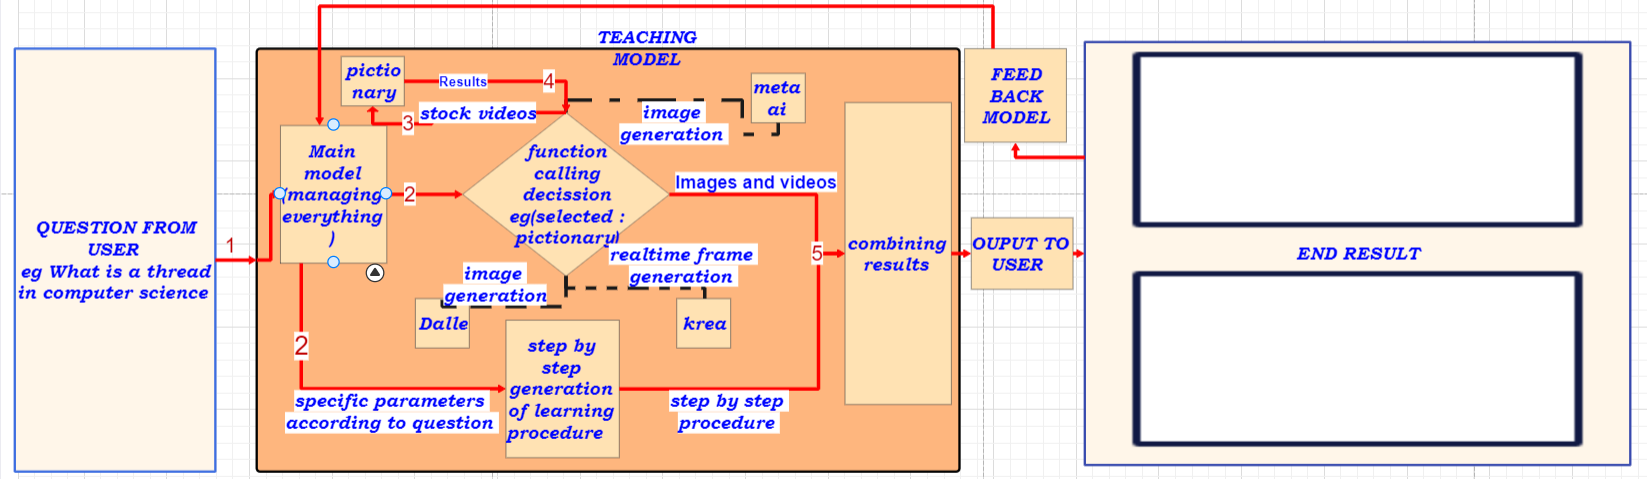 QUESTION FROM
USER
eg What is a thread
in computer science
1
TEACHING
MODEL
pictio
nary
Results
4
stock videos
3
Main
model
(managing
everything
)
2
function
calling
decission
eg(selected :
pictionary)
image
generation
meta
ai
Images and videos
realtime frame
generation
image
generation
Dalle
krea
2
specific parameters
according to question
step by
step
generation
of learning
procedure
step by step
procedure
5
combining
results
FEED
BACK
MODEL
OUPUT TO
USER
END RESULT